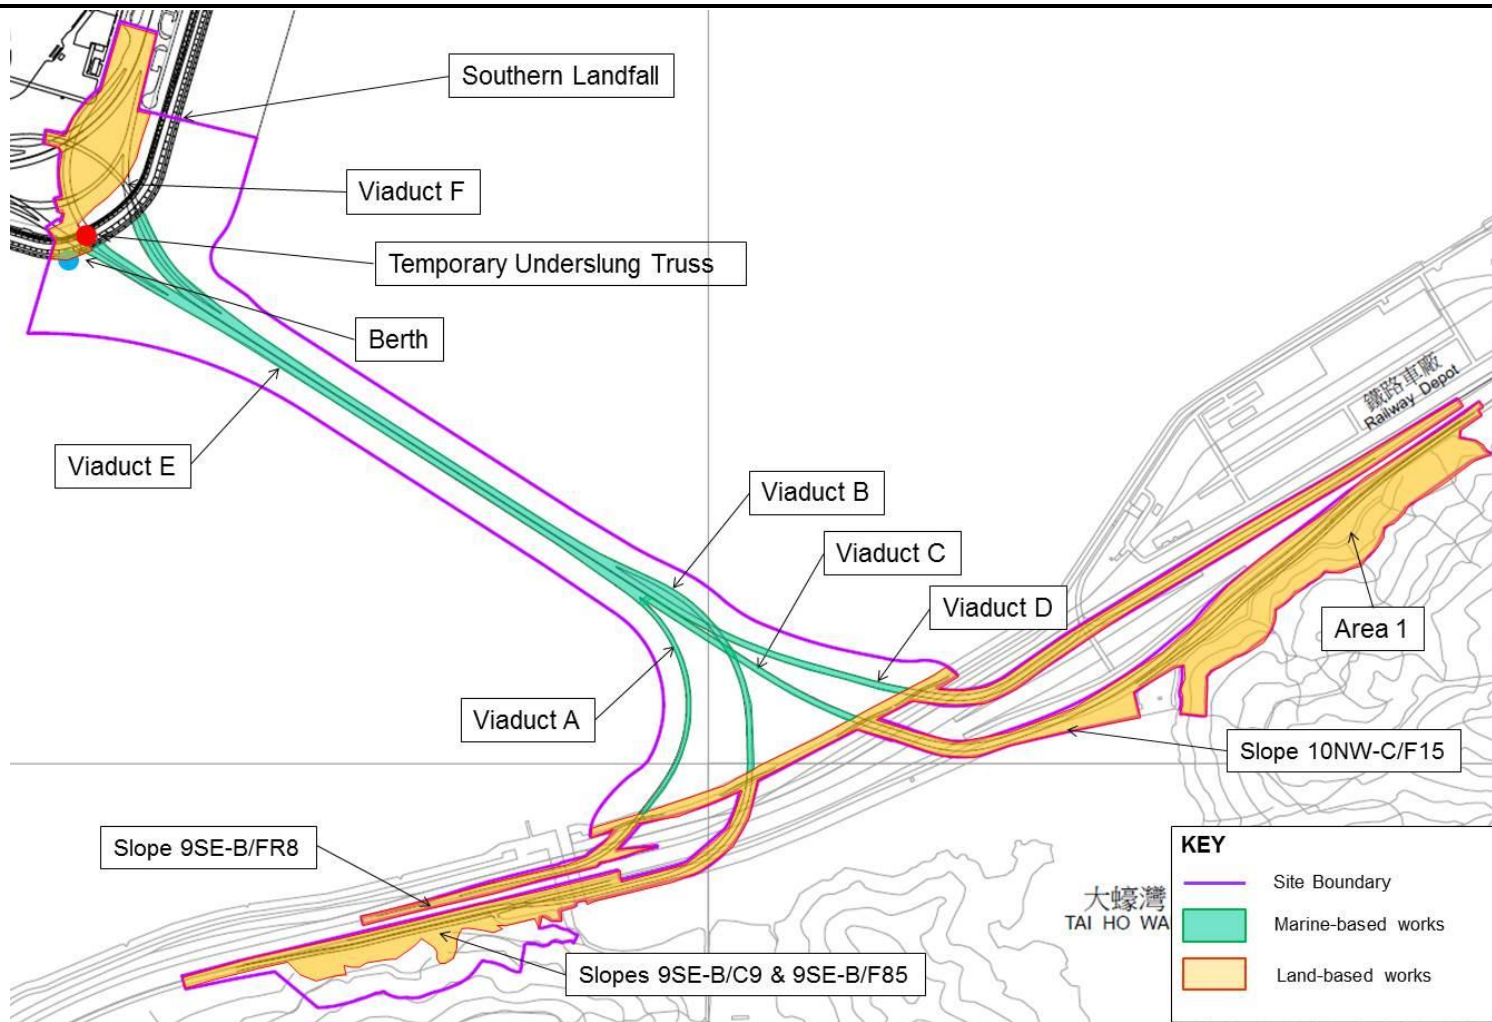 Southern Landfall
Viaduct F
Temporary Underslung Truss
Berth
Viaduct E
Viaduct B
Viaduct C
Viaduct D
鐵路車廠
Railway Depot
Area 1
Viaduct A
Slope 10NW-C/F15
Slope 9SE-B/FR8
大蠔灣
TAI HO WA
Slopes 9SE-B/C9 & 9SE-B/F85
KEY
Site Boundary
Marine-based works
Land-based works